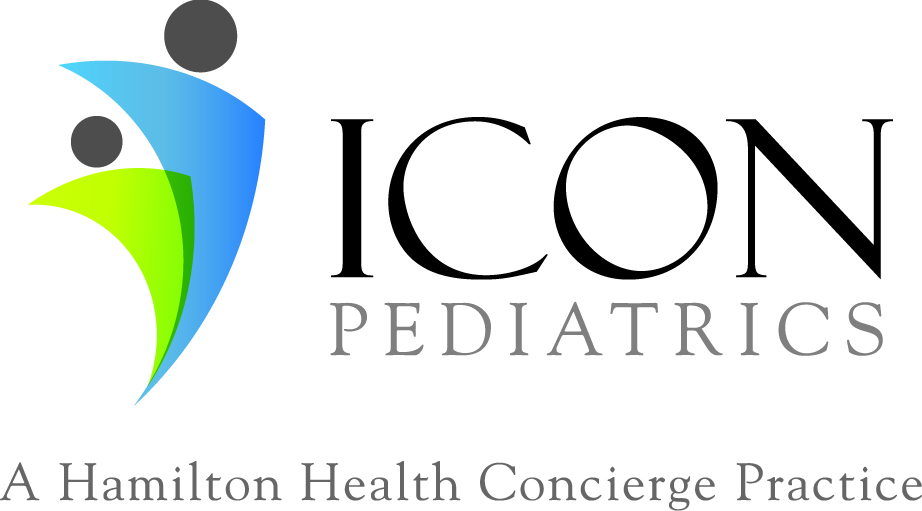 ICON
PEDIATRICS
A Hamilton Health Concierge Practice